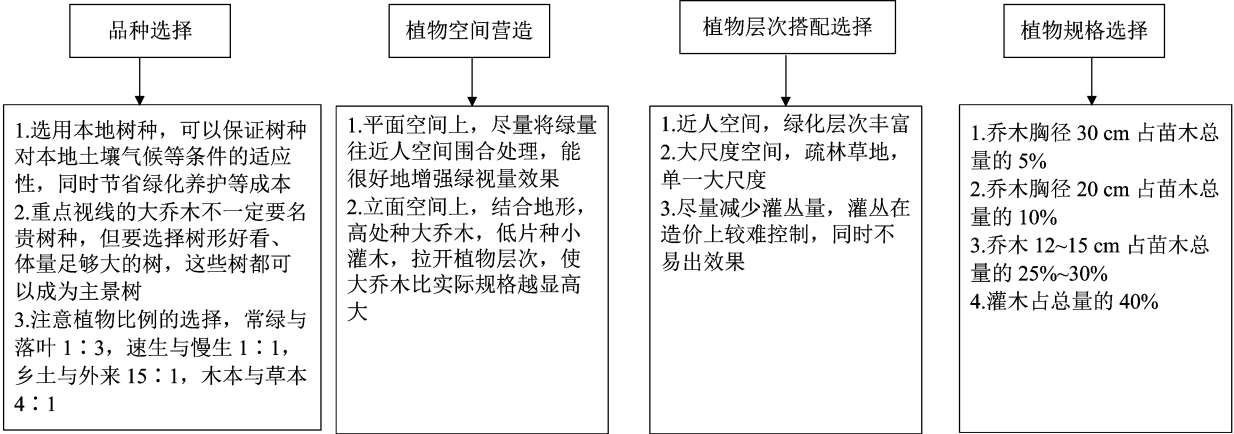 品种选择
1.选用本地树种，可以保证树种
对本地土壤气候等条件的适应
性，同时节省绿化养护等成本
2.重点视线的大乔木不一定要名
贵树种，但要选择树形好看、
体量足够大的树，这些树都可
以成为主景树
3.注意植物比例的选择，常绿与
落叶 1∶3，速生与慢生 1∶1，
乡土与外来 15∶1，木本与草本
4∶1
植物空间营造
1.平面空间上，尽量将绿量
往近人空间围合处理，能
很好地增强绿视量效果
2.立面空间上，结合地形，
高处种大乔木，低片种小
灌木，拉开植物层次，使
大乔木比实际规格越显高
大
植物层次搭配选择
1.近人空间，绿化层次丰富
2.大尺度空间，疏林草地，
单一大尺度
3.尽量减少灌丛量，灌丛在
造价上较难控制，同时不
易出效果
植物规格选择
1.乔木胸径 30 cm 占苗木总
量的 5%
2.乔木胸径 20 cm 占苗木总
量的 10%
3.乔木 12~15 cm 占苗木总
量的 25%~30%
4.灌木占总量的 40%